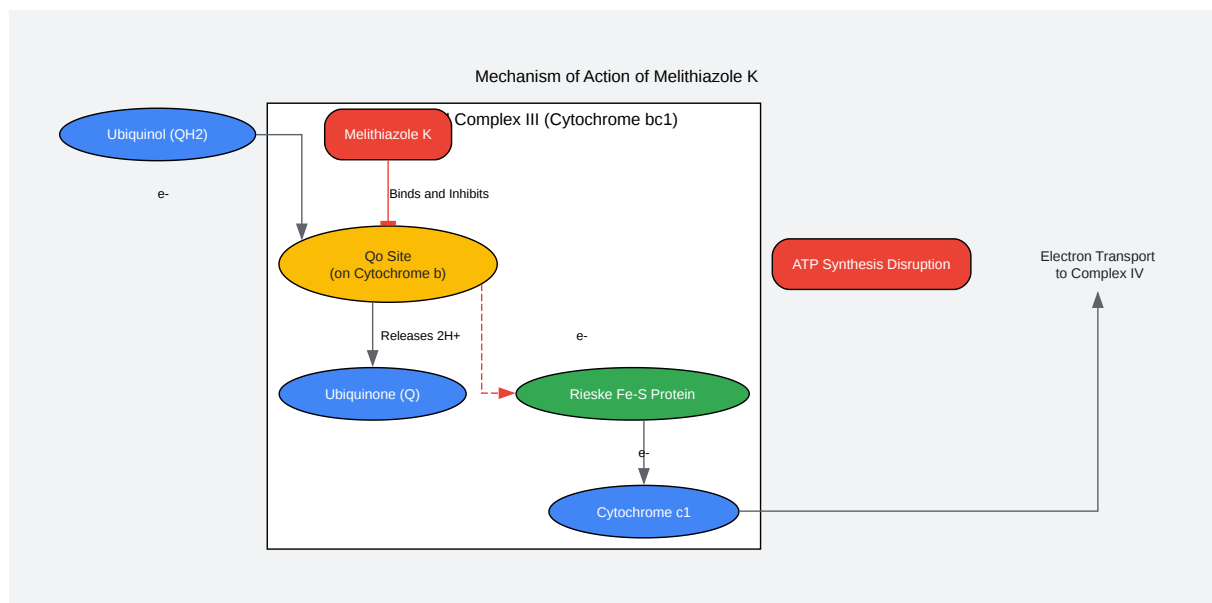 Mechanism of Action of Melithiazole K
Complex III (Cytochrome bc1)
Ubiquinol (QH2)
Melithiazole K
e-
Binds and Inhibits
Qo Site
(on Cytochrome b)
ATP Synthesis Disruption
Electron Transport
to Complex IV
Releases 2H+
e-
Ubiquinone (Q)
Rieske Fe-S Protein
e-
Cytochrome c1